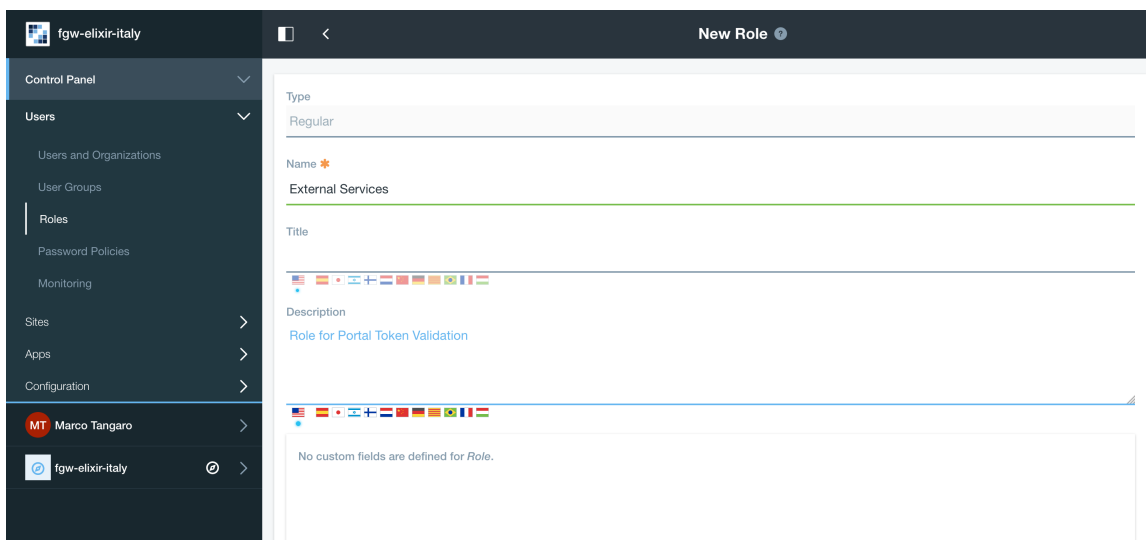 fgw-elixir-italy
New Role ?
Control Panel
Users
Users and Organizations
User Groups
Roles
Password Policies
Monitoring
Sites
Apps
Configuration
MT Marco Tangaro
fgw-elixir-italy
Type
Regular
Name *
External Services
Title
Description
Role for Portal Token Validation
No custom fields are defined for Role.